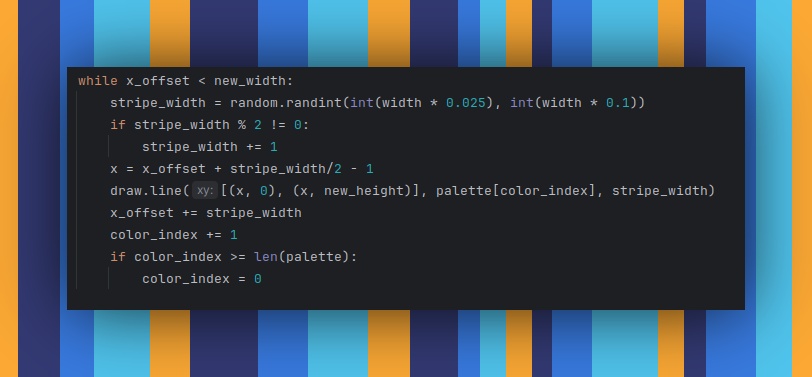 while x_offset < new_width:
    stripe_width = random.randint(int(width * 0.025), int(width * 0.1))
    if stripe_width % 2 != 0:
        stripe_width += 1
    x = x_offset + stripe_width/2 - 1
    draw.line( xy: [(x, 0), (x, new_height)], palette[color_index], stripe_width)
    x_offset += stripe_width
    color_index += 1
    if color_index >= len(palette):
        color_index = 0